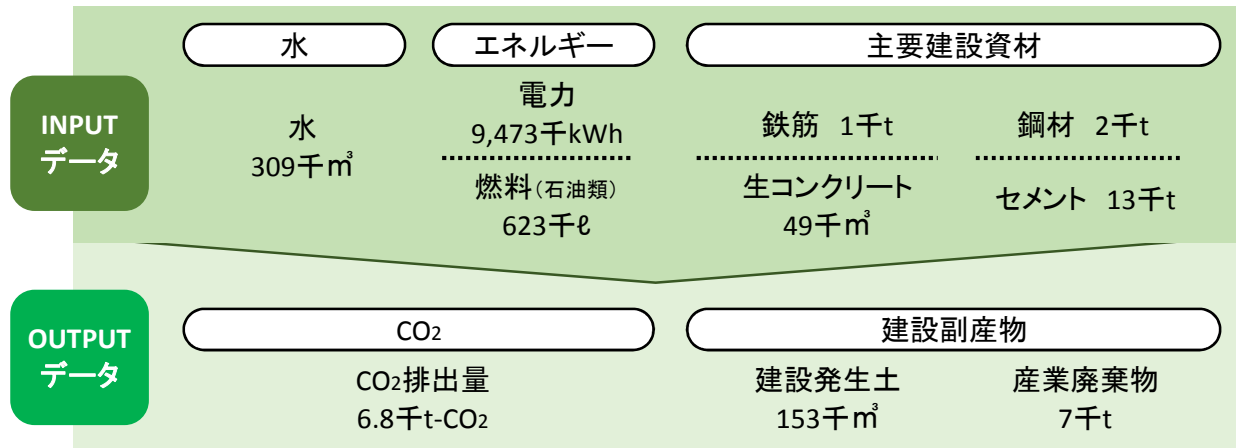 水
エネルギー
主要建設資材
INPUT
データ
水
309千㎥
電力
9,473千kWh
燃料(石油類)
623千ℓ
鉄筋 1千t
生コンクリート
49千㎥
鋼材 2千t
セメント 13千t
OUTPUT
データ
CO2
建設副産物
CO2排出量
6.8千t-CO2
建設発生土
153千㎥
産業廃棄物
7千t